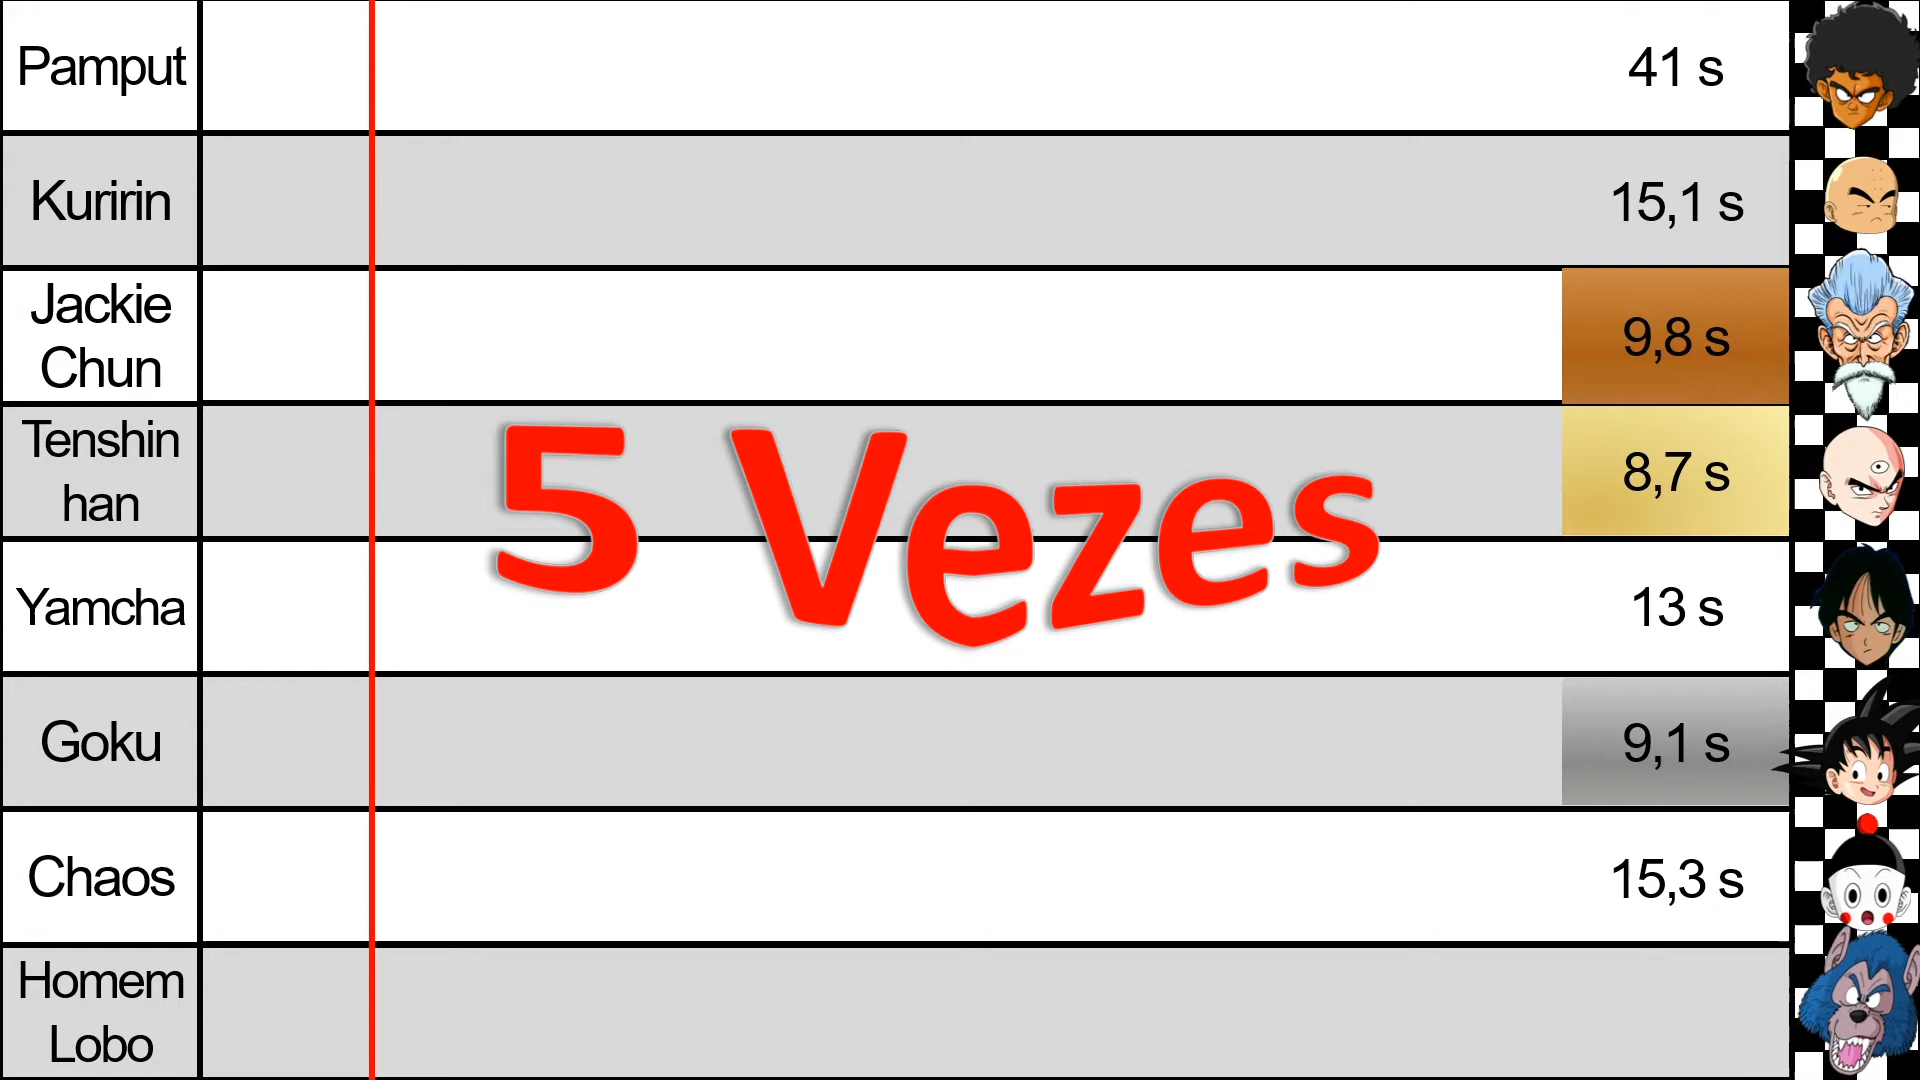 Pamput 41 s
Kuririn 15,1 s
Jackie
Chun 9,8 s
Tenshin
han 8,7 s
5 Vezes
Yamcha 13 s
Goku 9,1 s
Chaos 15,3 s
Homem
Lobo